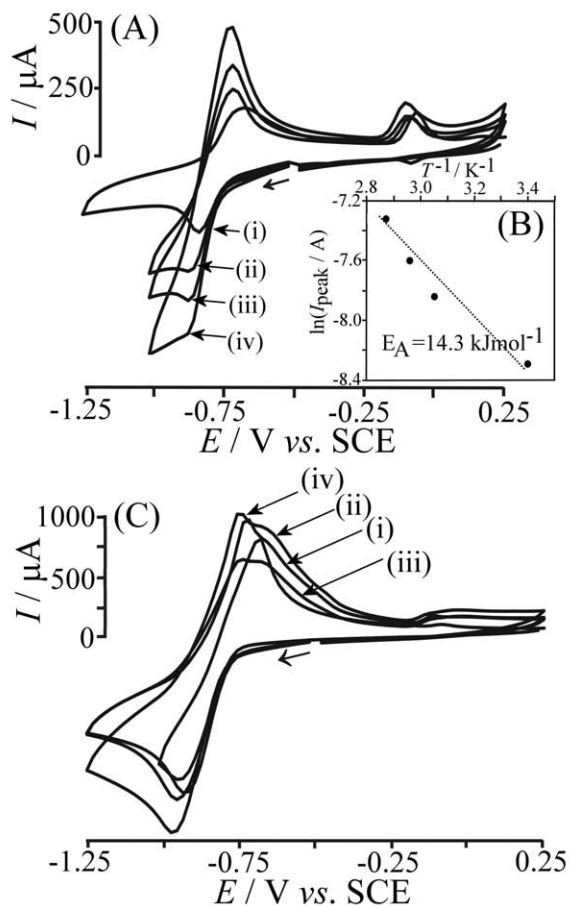 (A)
500
250
0
I / µA
(i)
(ii)
(iii)
(iv)
T⁻¹/K⁻¹
2.8 3.0 3.2 3.4
(B)
-7.2
-7.6
-8.0
-8.4
ln(Ipeak / A)
EA =14.3 kJmol⁻¹
-1.25 -0.75 -0.25 0.25
E / V vs. SCE
(C)
1000
500
0
I / µA
(iv)
(ii)
(i)
(iii)
-1.25 -0.75 -0.25 0.25
E / V vs. SCE